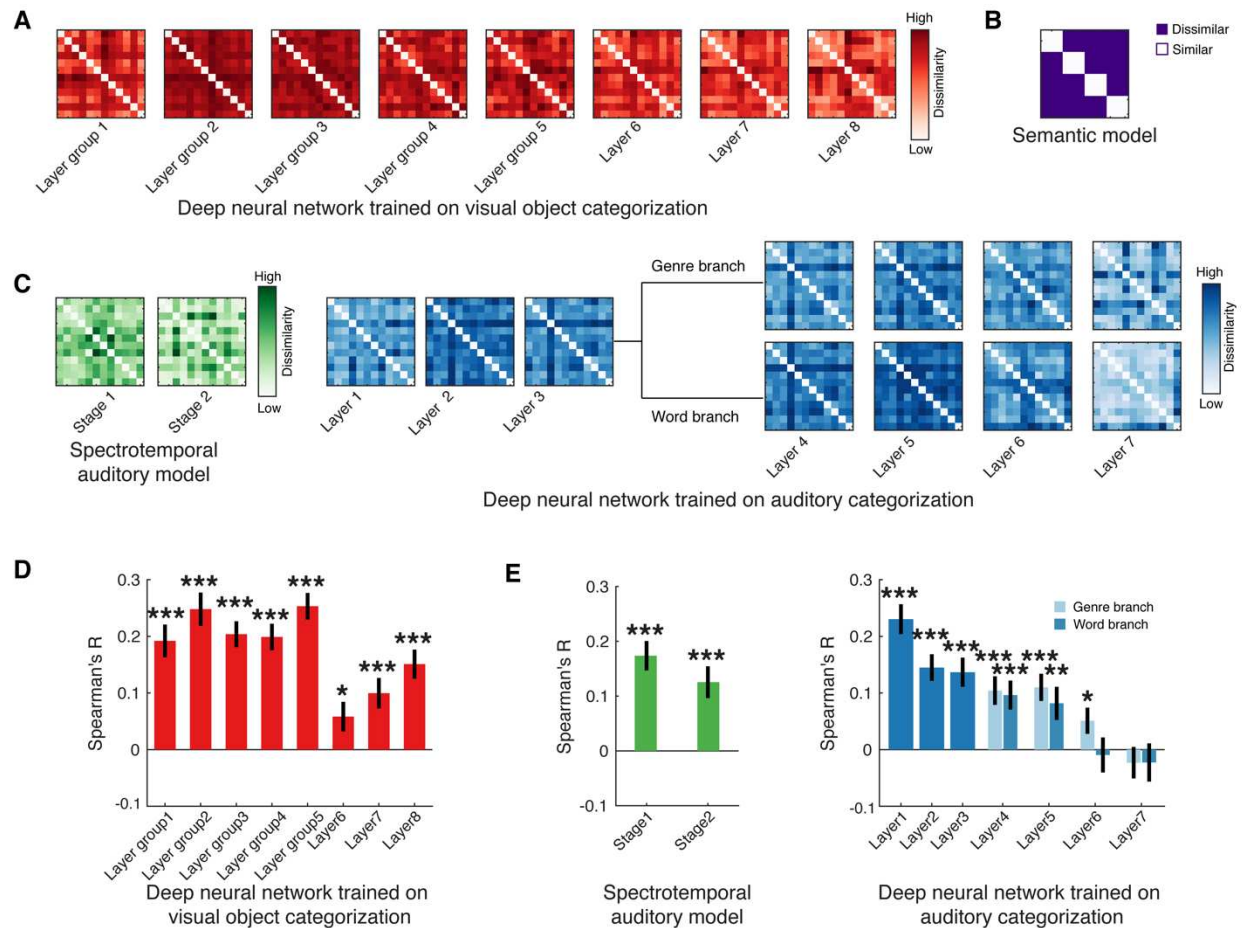 A
High
Dissimilarity
Low
Layer group 1
Layer group 2
Layer group 3
Layer group 4
Layer group 5
Layer 6
Layer 7
Layer 8
Deep neural network trained on visual object categorization
B
Dissimilar
Similar
Semantic model
C
High
Dissimilarity
Low
Stage 1
Stage 2
Spectrotemporal
auditory model
Layer 1
Layer 2
Layer 3
Genre branch
Word branch
Layer 4
Layer 5
Layer 6
Layer 7
High
Dissimilarity
Low
Deep neural network trained on auditory categorization
D
Spearman's R
0.3
0.2
0.1
0
-0.1
***
***
***
***
***
*
***
***
Layer group1
Layer group2
Layer group3
Layer group4
Layer group5
Layer6
Layer7
Layer8
Deep neural network trained on
visual object categorization
E
Spearman's R
0.3
0.2
0.1
0
-0.1
***
***
Stage1
Stage2
Spectrotemporal
auditory model
Spearman's R
0.3
0.2
0.1
0
-0.1
***
***
***
***
***
***
**
*
Genre branch
Word branch
Layer1
Layer2
Layer3
Layer4
Layer5
Layer6
Layer7
Deep neural network trained on
auditory categorization